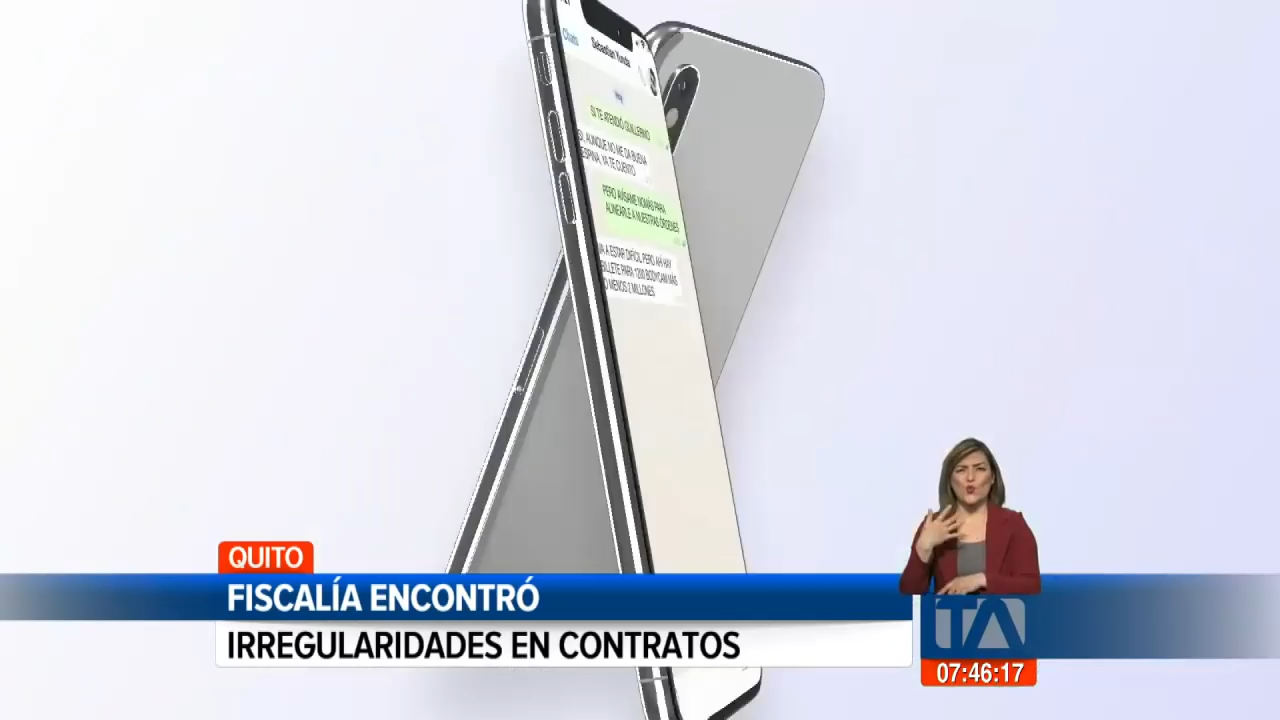 Chats
Sebastian Yunda
Hoy
SI TE ATENDIÓ GUILLERMO
SI, AUNQUE NO ME DA BUENA
ESPINA, YA TE CUENTO
PERO AVÍSAME NOMÁS PARA
ALINEARLE A NUESTRAS ÓRDENES
VA A ESTAR DIFÍCIL PERO AHÍ HAY
BILLETE PARA 1200 BODYCAM MÁS
O MENOS 2 MILLONES
QUITO
FISCALÍA ENCONTRÓ
IRREGULARIDADES EN CONTRATOS
TA
07:46:17